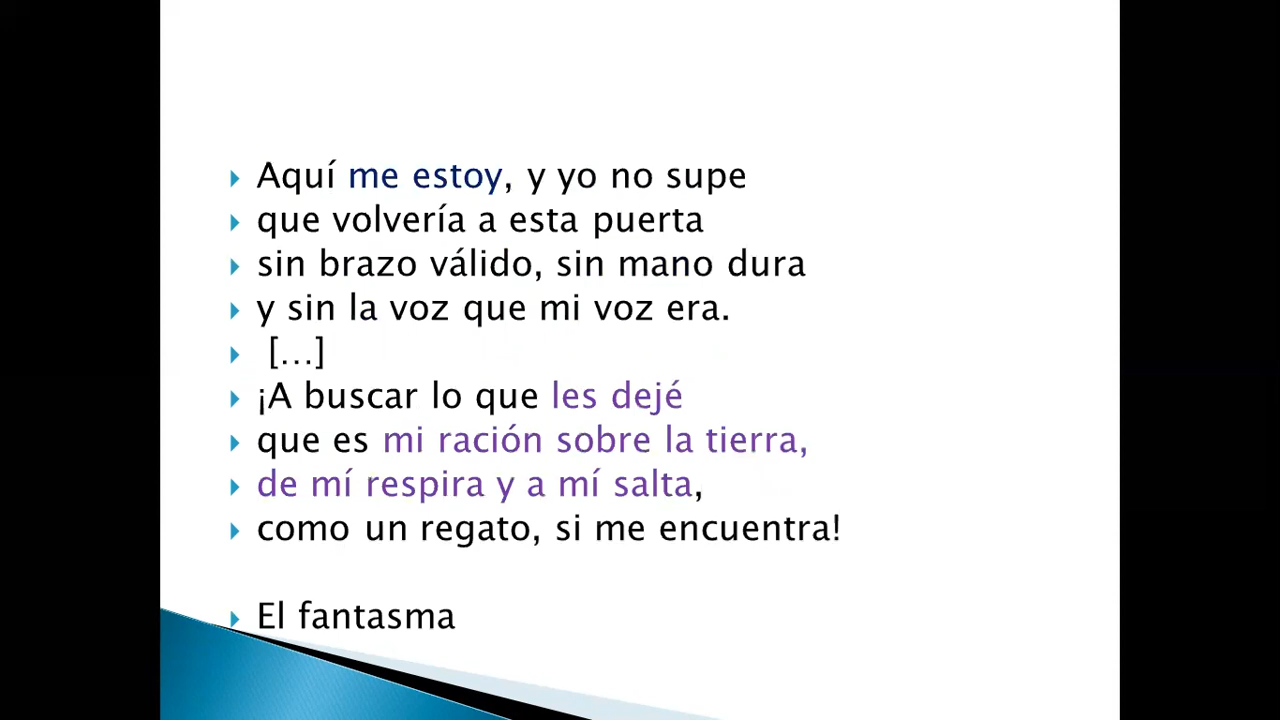 Aquí me estoy, y yo no supe
que volvería a esta puerta
sin brazo válido, sin mano dura
y sin la voz que mi voz era.
[…]
¡A buscar lo que les dejé
que es mi ración sobre la tierra,
de mí respira y a mí salta,
como un regato, si me encuentra!
El fantasma